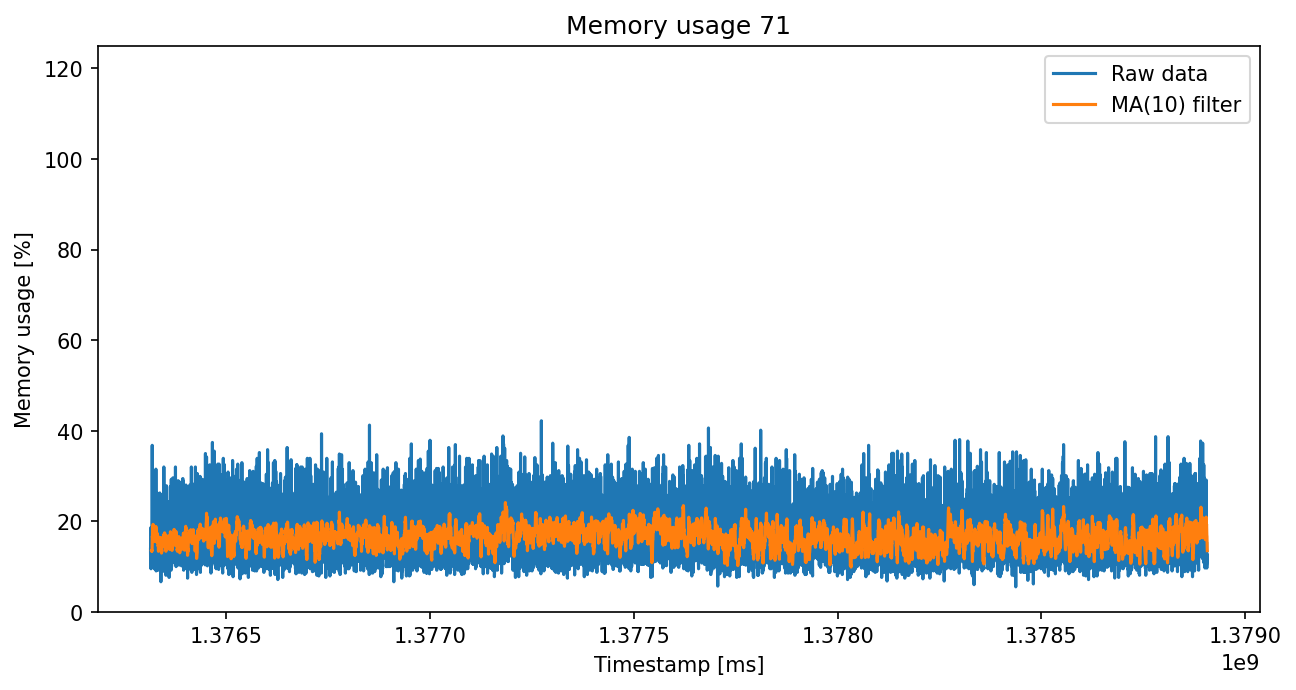 Memory usage 71
Raw data
MA(10) filter
Memory usage [%]
120
100
80
60
40
20
0
1.3765 1.3770 1.3775 1.3780 1.3785 1.3790
1e9
Timestamp [ms]